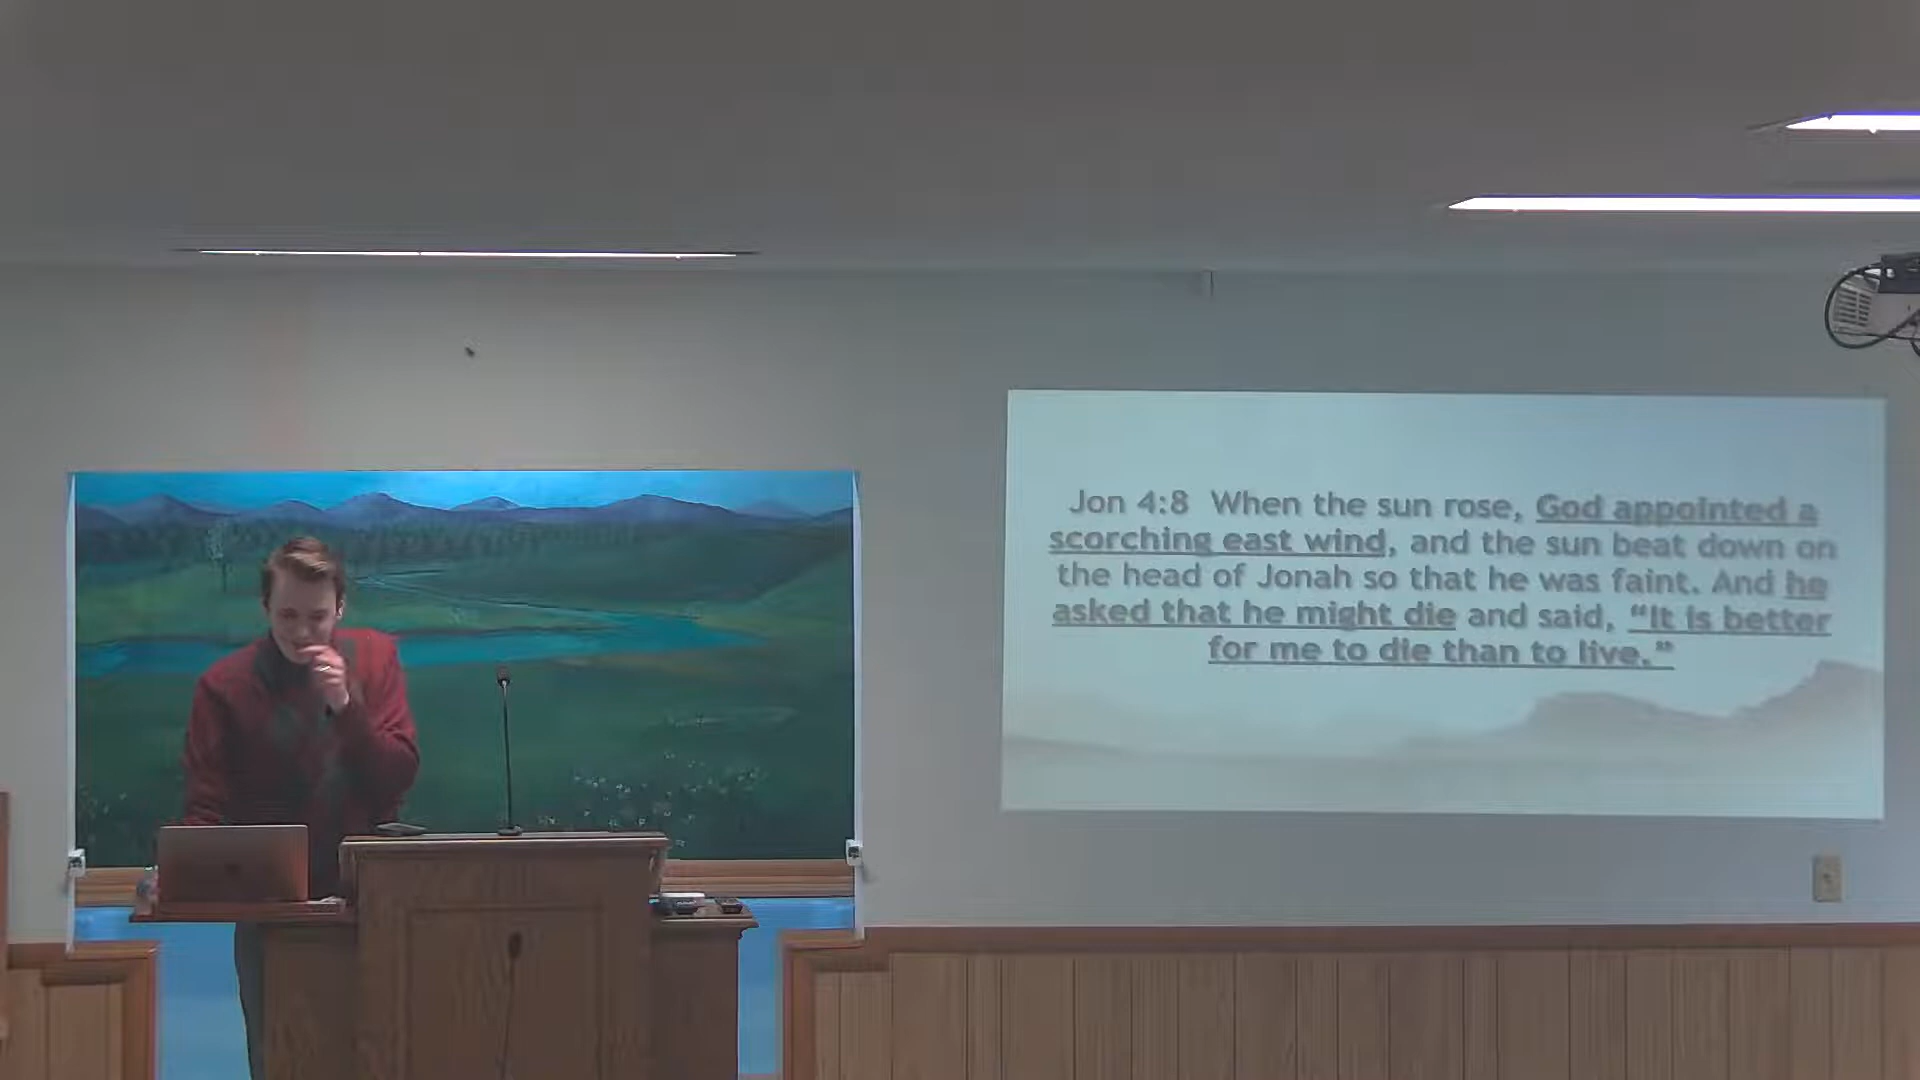 Jon 4:8 When the sun rose, God appointed a
scorching east wind, and the sun beat down on
the head of Jonah so that he was faint. And he
asked that he might die and said, “It is better
for me to die than to live.”